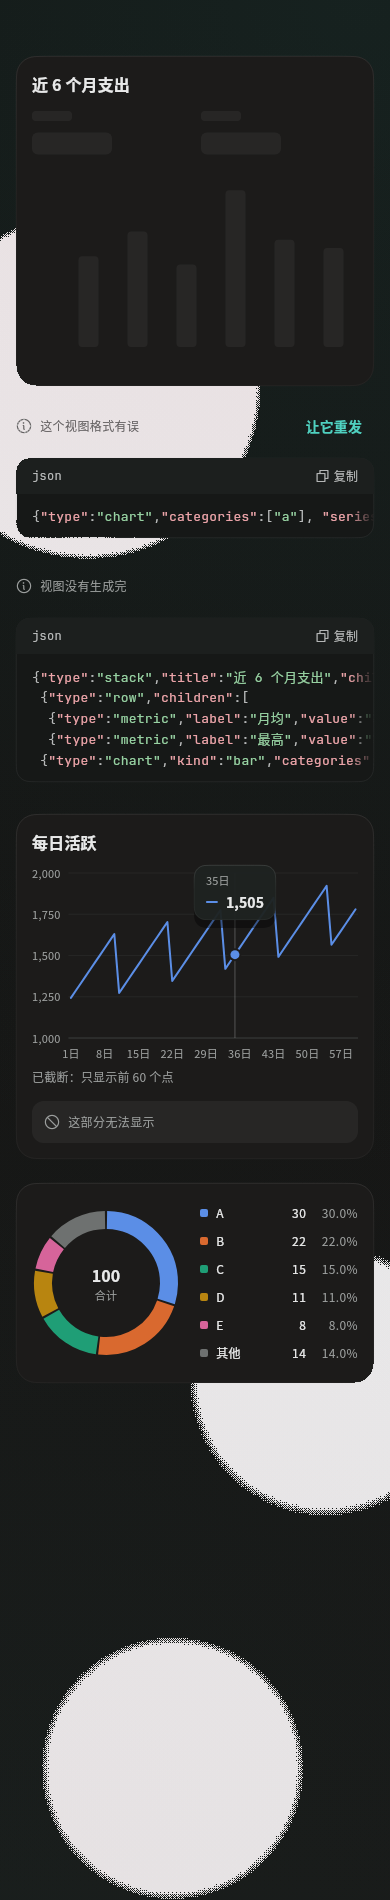 近 6 个月支出
这个视图格式有误 让它重发
json 复制
{"type":"chart","categories":["a"], "serie
视图没有生成完
json 复制
{"type":"stack","title":"近 6 个月支出","chi
{"type":"row","children":[
{"type":"metric","label":"月均","value":"
{"type":"metric","label":"最高","value":"
{"type":"chart","kind":"bar","categories"
每日活跃
2,000
35日
1,750
1,505
1,500
1,250
1,000
1日 8日 15日 22日 29日 36日 43日 50日 57日
已截断：只显示前 60 个点
这部分无法显示
A 30 30.0%
B 22 22.0%
C 15 15.0%
100
合计
D 11 11.0%
E 8 8.0%
其他 14 14.0%